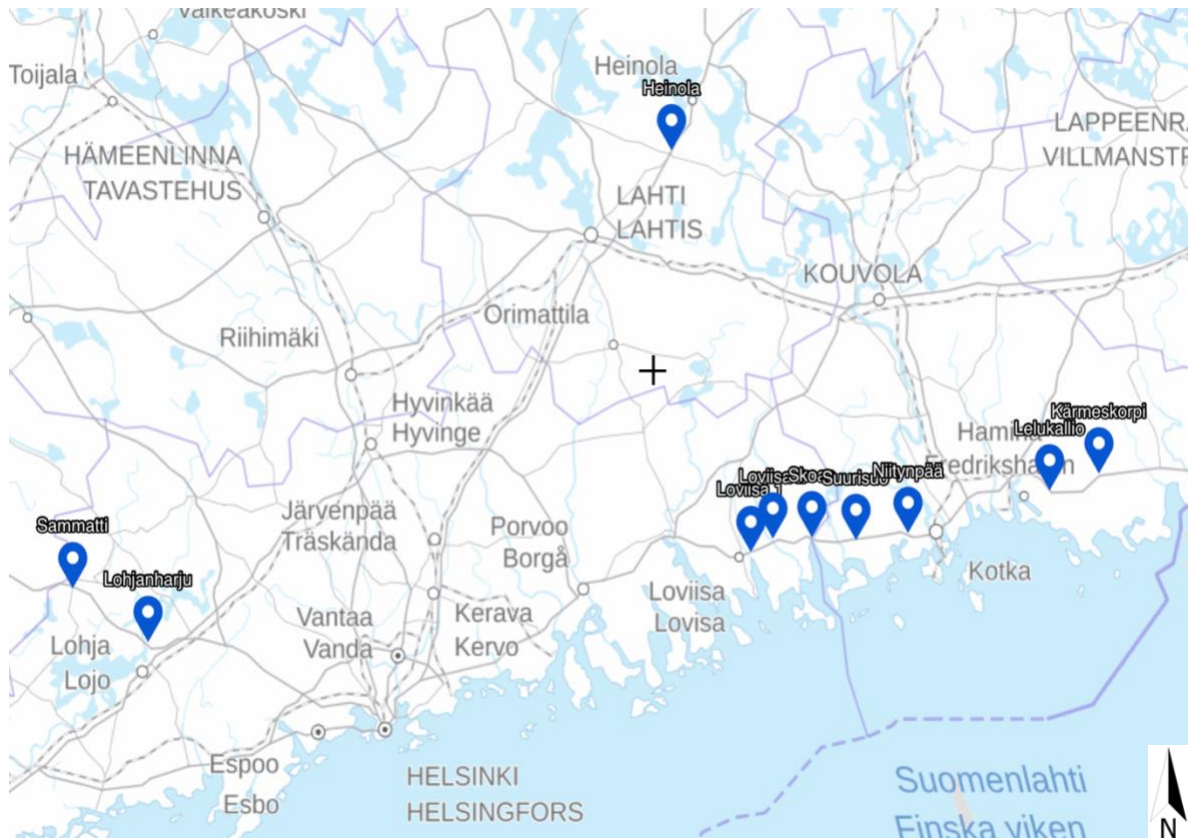 Valkeakoski
Toijala
Heinola
Heinola
LAPPEENRA
VILLMANSTR
HÄMEENLINNA
TAVASTEHUS
LAHTI
LAHTIS
KOUVOLA
Orimattila
Riihimäki
Hyvinkää
Hyvinge
Kärmeskorpi
Lelukallio
Hamina
Fredrikshamn
Niitynpää
Suurisuo
Loviisa
Loviisa 1
Sammatti
Järvenpää
Träskända
Porvoo
Borgå
Kotka
Lohjanharju
Loviisa
Lovisa
Vantaa
Vanda
Kerava
Kervo
Lohja
Lojo
Espoo
Esbo
HELSINKI
HELSINGFORS
Suomenlahti
Finska viken
N